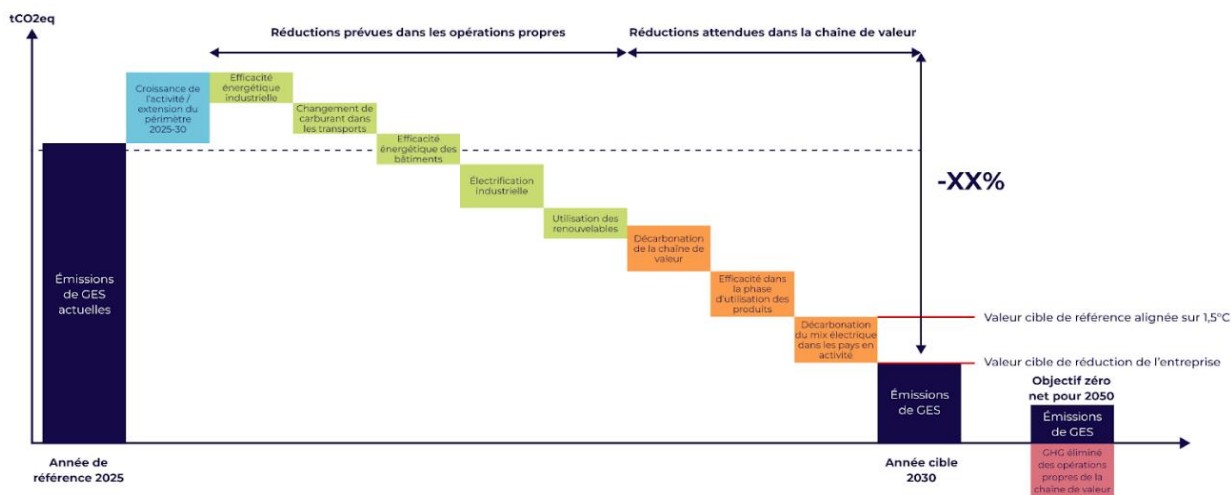 tCO2eq
Réductions prévues dans les opérations propres
Réductions attendues dans la chaîne de valeur
Croissance de
l'activité /
extension du
périmètre
2025-30
Efficacité
énergétique
industrielle
Changement de
carburant dans
les transports
Efficacité
énergétique des
bâtiments
Électrification
industrielle
Utilisation des
renouvelables
Décarbonation
de la chaîne de
valeur
Efficacité dans
la phase
d'utilisation des
produits
Décarbonation
du mix électrique
dans les pays en
activité
-XX%
Émissions
de GES
actuelles
Valeur cible de référence alignée sur 1,5°C
Valeur cible de réduction de l'entreprise
Émissions
de GES
Objectif zéro
net pour 2050
Émissions
de GES
GHG éliminé
des opérations
propres de la
chaîne de valeur
Année de
référence 2025
Année cible
2030